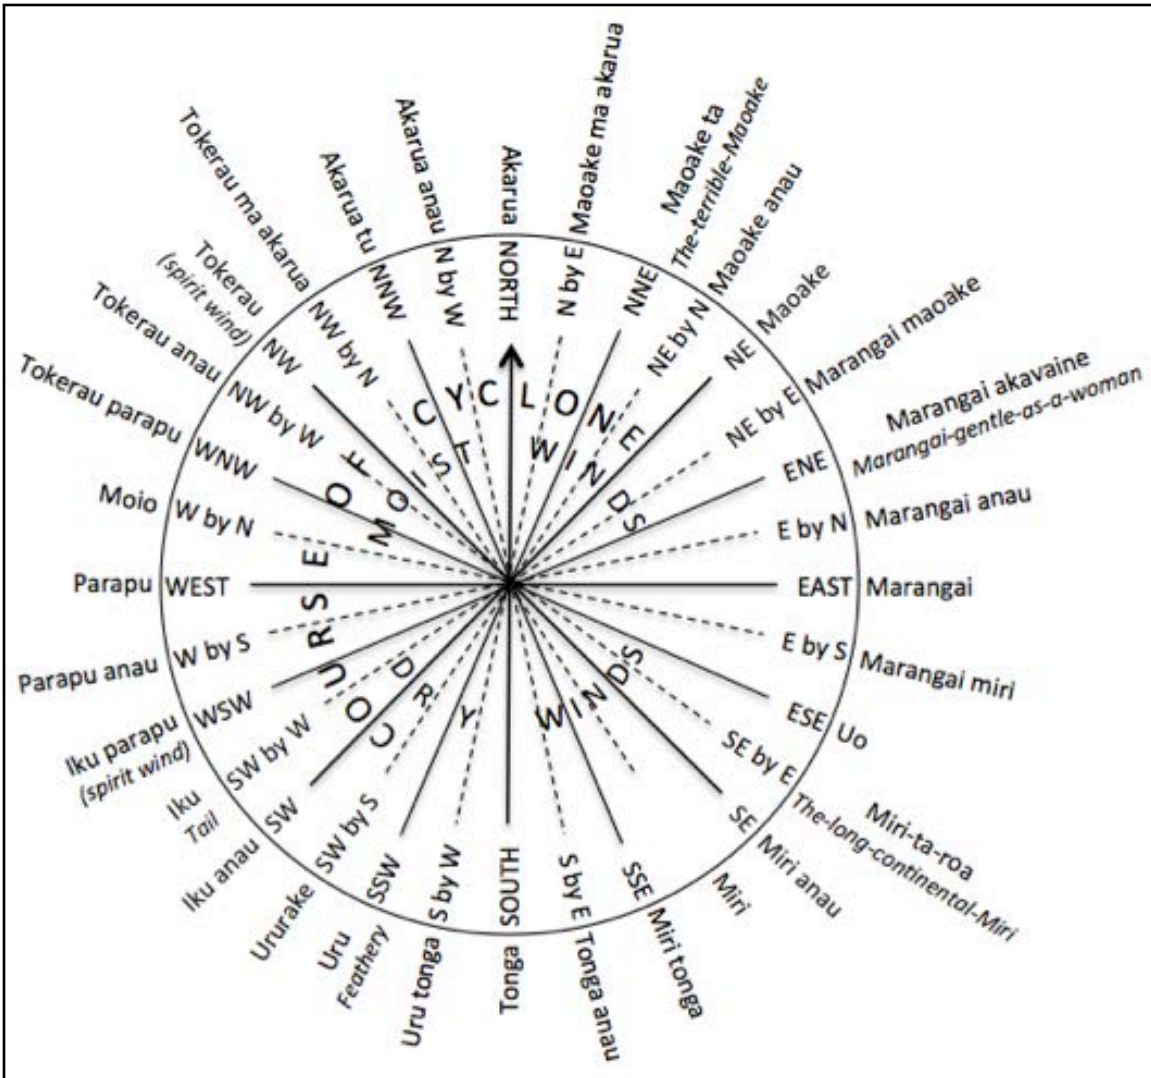 Akarua
NORTH
Maoake ma akarua
N by E
Maoake ta
The-terrible-Maoake
NNE
Maoake anau
NE by N
Maoake
NE
Marangai maoake
NE by E
Marangai akavaine
Marangai-gentle-as-a-woman
ENE
Marangai anau
E by N
Marangai
EAST
Marangai miri
E by S
Uo
ESE
Miri-ta-roa
The-long-continental-Miri
SE by E
Miri anau
SE
Miri
Miri tonga
SSE
Tonga anau
S by E
Tonga
SOUTH
Uru tonga
S by W
Uru
Feathery
SSW
Ururake
SW by S
Iku anau
SW
Iku
Tail
SW by W
Iku parapu
(spirit wind)
WSW
Parapu anau
W by S
Parapu
WEST
Moio
W by N
Tokerau parapu
WNW
Tokerau anau
NW by W
Tokerau
(spirit wind)
NW
Tokerau ma akarua
NW by N
Akarua tu
NNW
Akarua anau
N by W
COURSE OF CYCLONE
MOIST WINDS
DRY WINDS